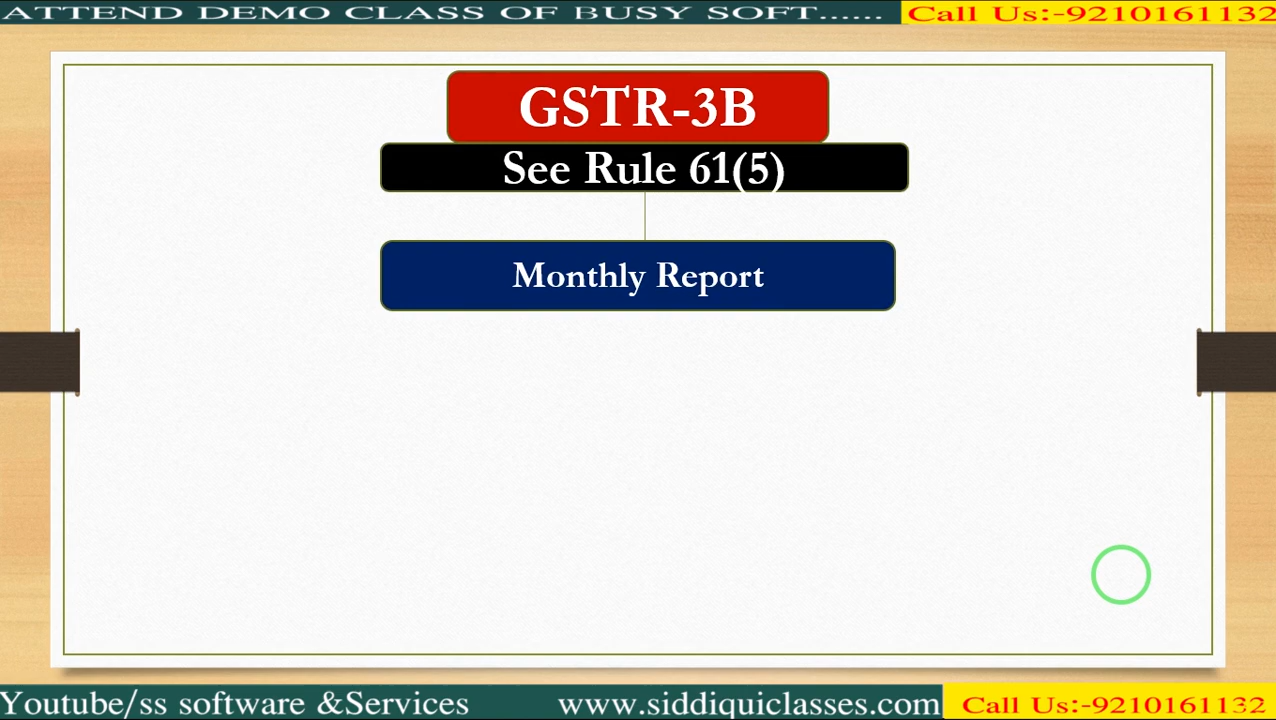 ATTEND DEMO CLASS OF BUSY SOFT...... Call Us:-9210161132
GSTR-3B
See Rule 61(5)
Monthly Report
Youtube/ss software &Services www.siddiquiclasses.com Call Us:-9210161132